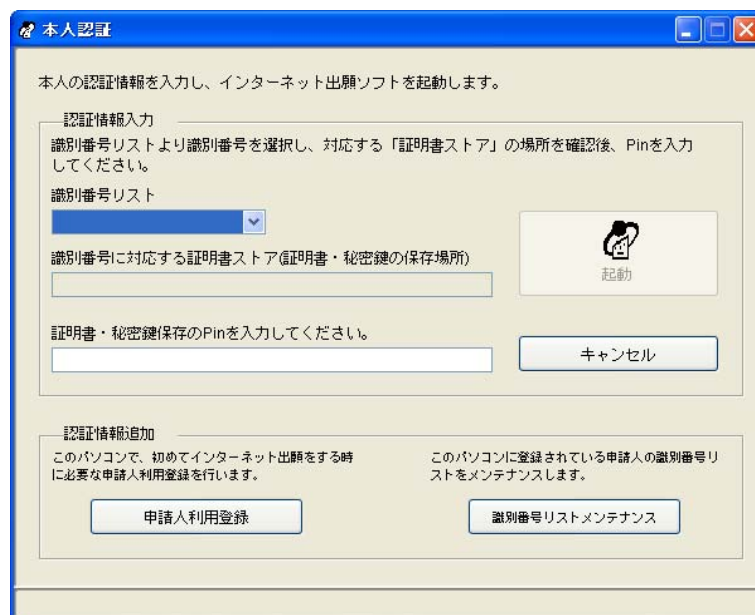 本人認証
本人の認証情報を入力し、インターネット出願ソフトを起動します。
認証情報入力
識別番号リストより識別番号を選択し、対応する「証明書ストア」の場所を確認後、Pinを入力
してください。
識別番号リスト
識別番号に対応する証明書ストア(証明書・秘密鍵の保存場所)
起動
証明書・秘密鍵保存のPinを入力してください。
キャンセル
認証情報追加
このパソコンで、初めてインターネット出願をする時
に必要な申請人利用登録を行います。
申請人利用登録
このパソコンに登録されている申請人の識別番号リ
ストをメンテナンスします。
識別番号リストメンテナンス